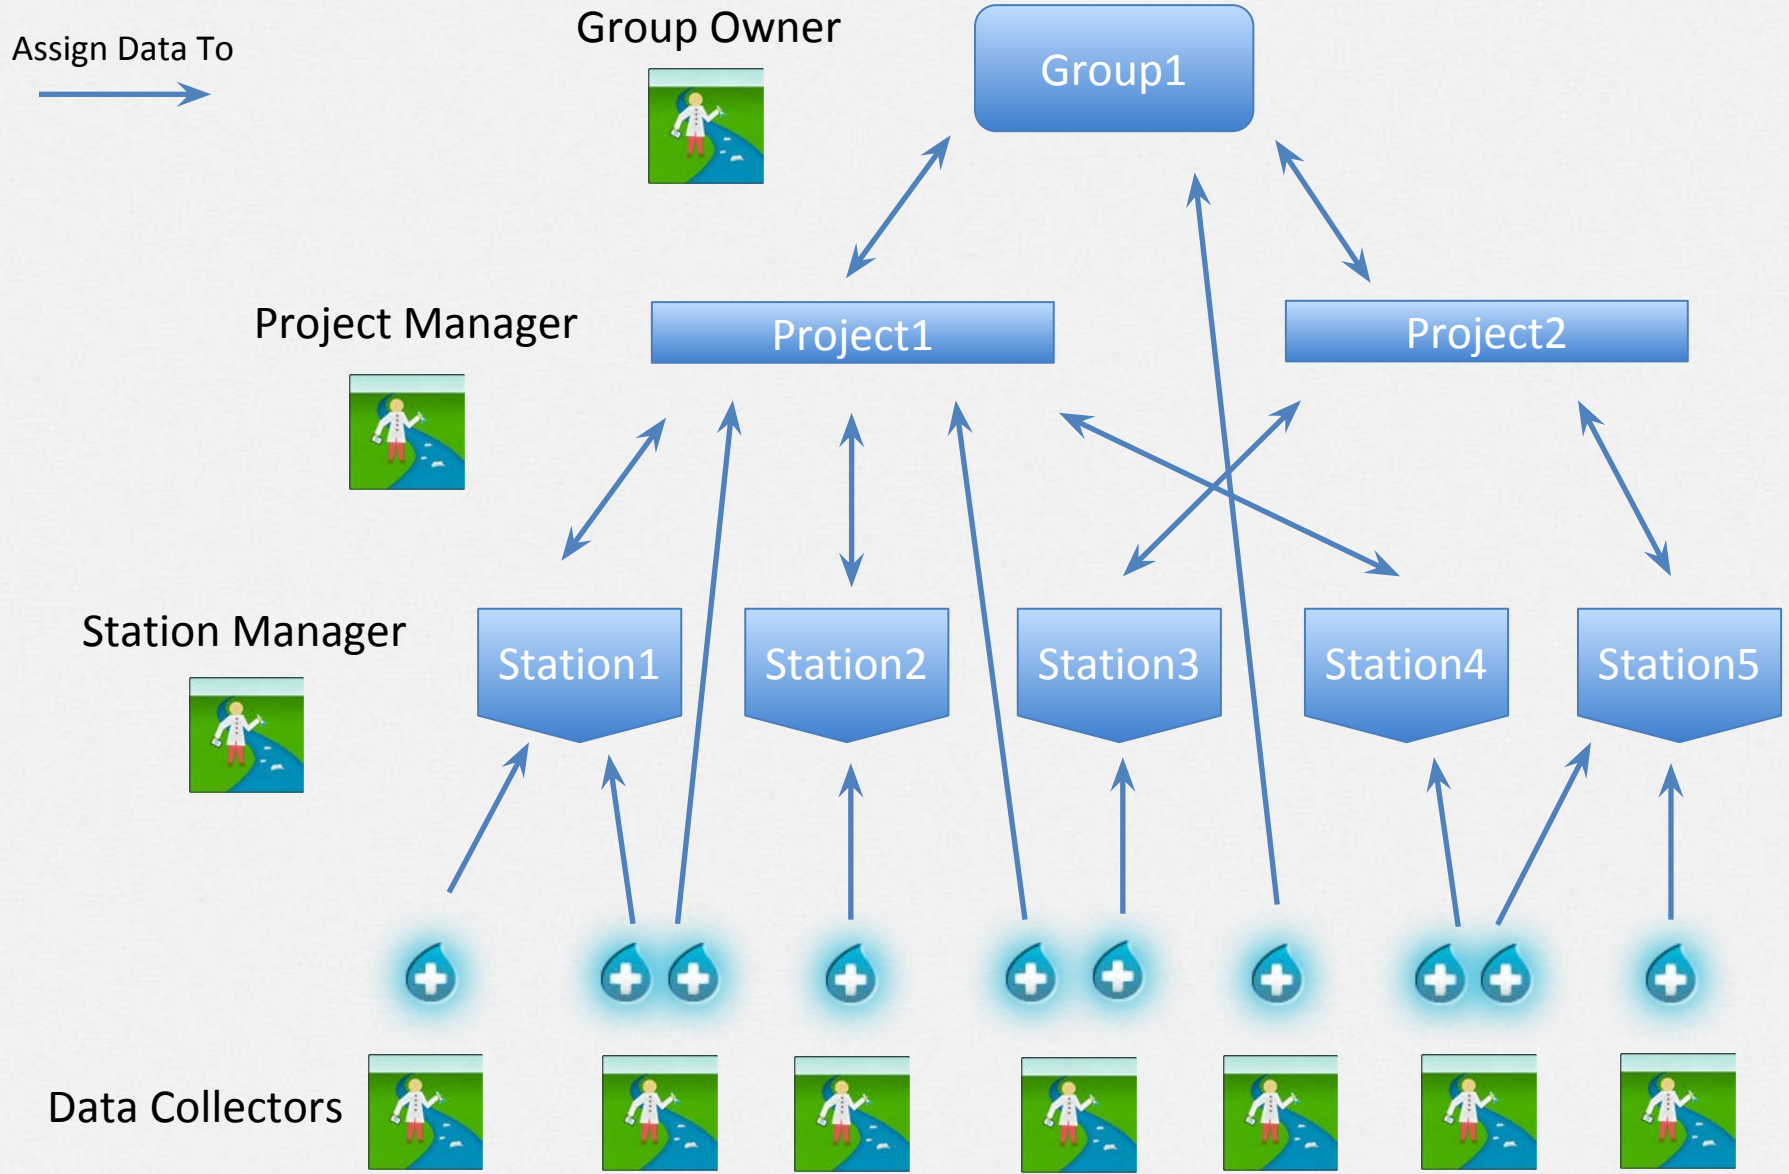 Group Owner
Assign Data To
Group1
Project Manager
Project1
Project2
Station Manager
Station1
Station2
Station3
Station4
Station5
Data Collectors